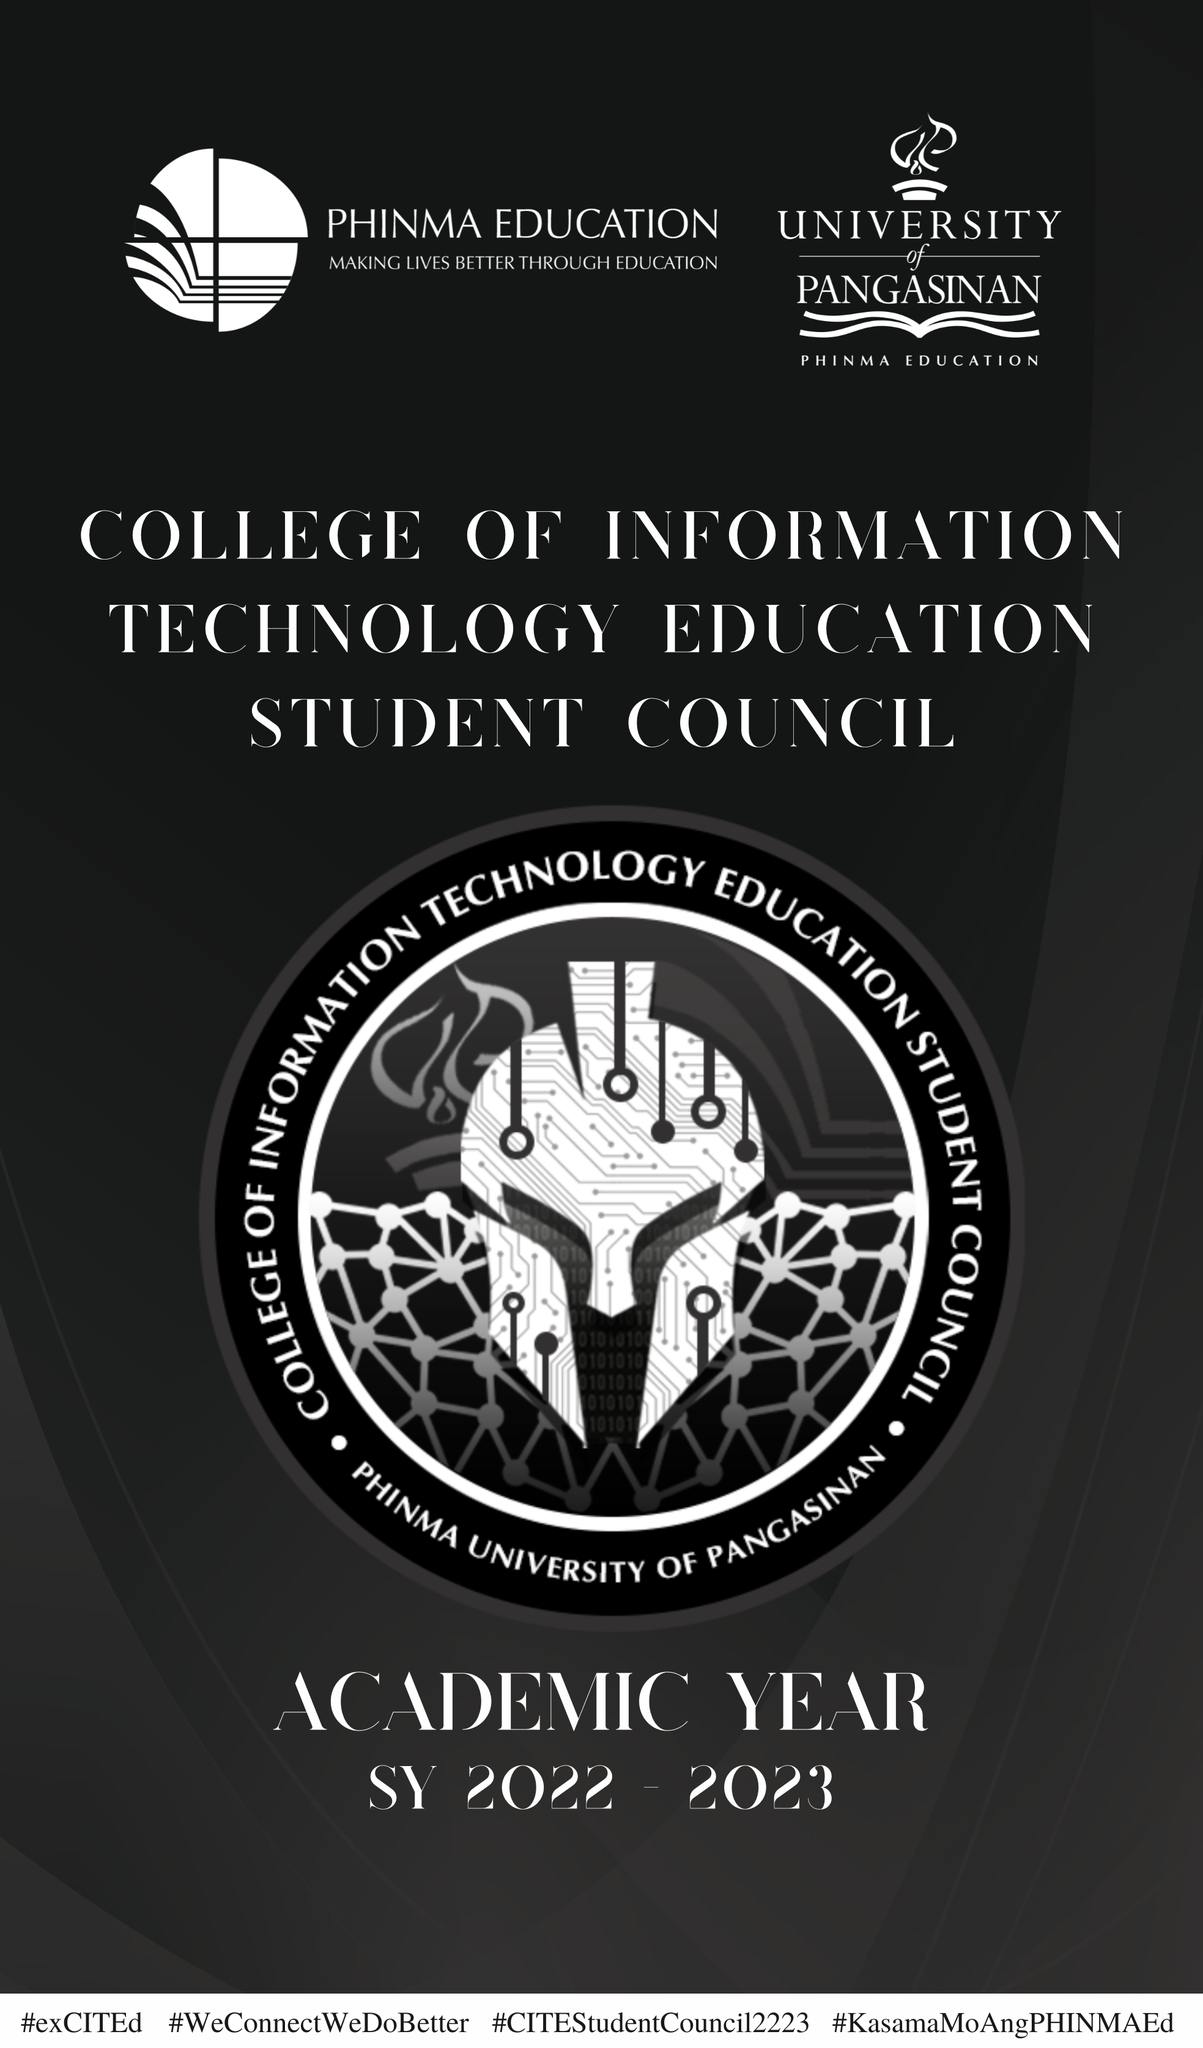 PHINMA EDUCATION
MAKING LIVES BETTER THROUGH EDUCATION
UNIVERSITY
of
PANGASINAN
PHINMA EDUCATION
COLLEGE OF INFORMATION
TECHNOLOGY EDUCATION
STUDENT COUNCIL
COLLEGE OF INFORMATION TECHNOLOGY EDUCATION STUDENT COUNCIL
• PHINMA UNIVERSITY OF PANGASINAN •
ACADEMIC YEAR
SY 2022 - 2023
#exCITEd #WeConnectWeDoBetter #CITEStudentCouncil2223 #KasamaMoAngPHINMAEd